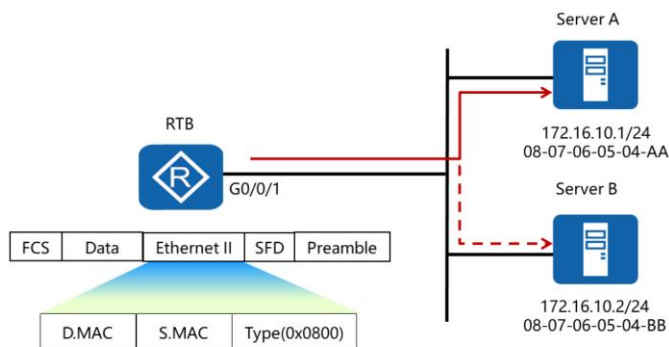 Server A
172.16.10.1/24
08-07-06-05-04-AA
RTB
R
G0/0/1
Server B
172.16.10.2/24
08-07-06-05-04-BB
FCS Data Ethernet II SFD Preamble
D.MAC S.MAC Type(0x0800)